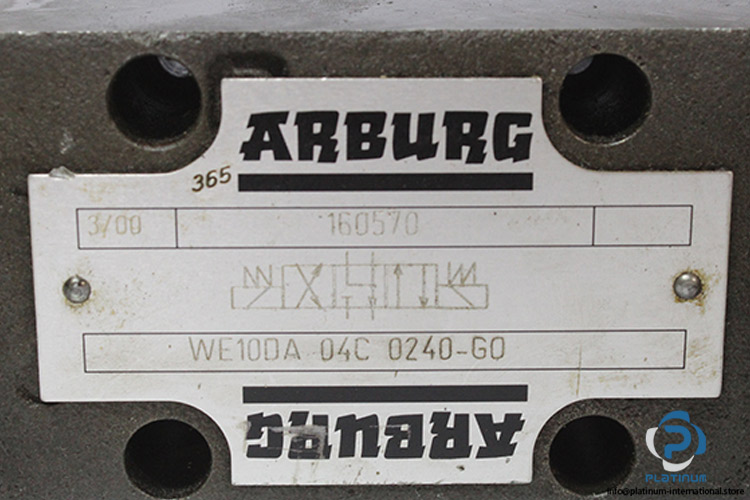 ARBURG
365
3/00 160570
WE10DA 04C 0240-G0
ARBURG
PLATINUM
info@platinum-international.store